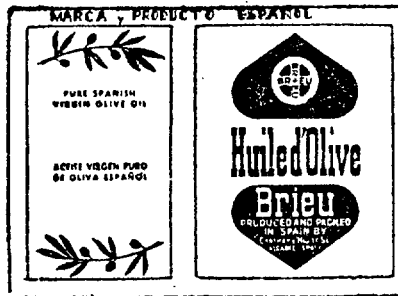 MARCA y PRODUCTO ESPAÑOL
PURE SPANISH
VIRGIN OLIVE OIL
ACEITE VIRGEN PURO
DE OLIVA ESPAÑOL
BRIEU
Huile d'Olive
Brieu
PRODUCED AND PACKED
IN SPAIN BY